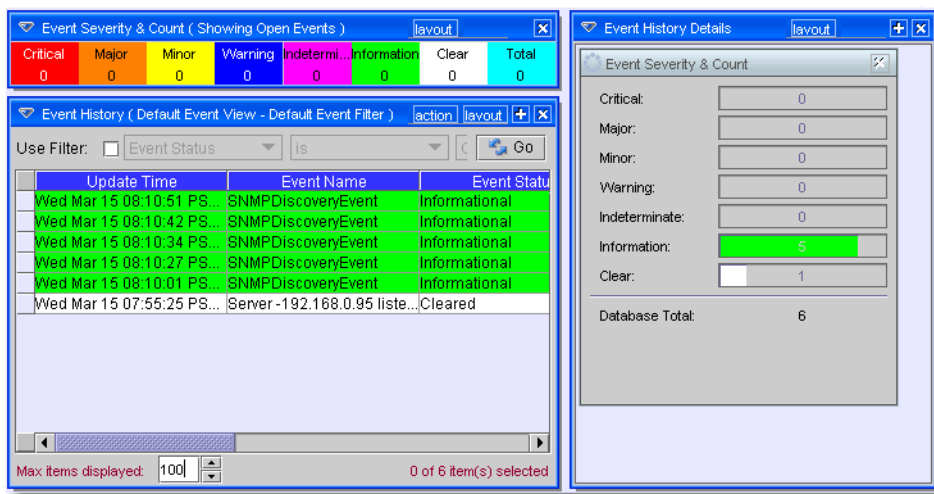 Event Severity & Count ( Showing Open Events ) layout
Critical Major Minor Warning Indetermi... Information Clear Total
0 0 0 0 0 0 0 0
Event History ( Default Event View - Default Event Filter ) action layout
Use Filter: Event Status is Go
Update Time Event Name Event Statu
Wed Mar 15 08:10:51 PS... SNMPDiscoveryEvent Informational
Wed Mar 15 08:10:42 PS... SNMPDiscoveryEvent Informational
Wed Mar 15 08:10:34 PS... SNMPDiscoveryEvent Informational
Wed Mar 15 08:10:27 PS... SNMPDiscoveryEvent Informational
Wed Mar 15 08:10:01 PS... SNMPDiscoveryEvent Informational
Wed Mar 15 07:55:25 PS... Server -192.168.0.95 liste... Cleared
Max items displayed: 100 0 of 6 item(s) selected
Event History Details layout
Event Severity & Count
Critical: 0
Major: 0
Minor: 0
Warning: 0
Indeterminate: 0
Information: 5
Clear: 1
Database Total: 6